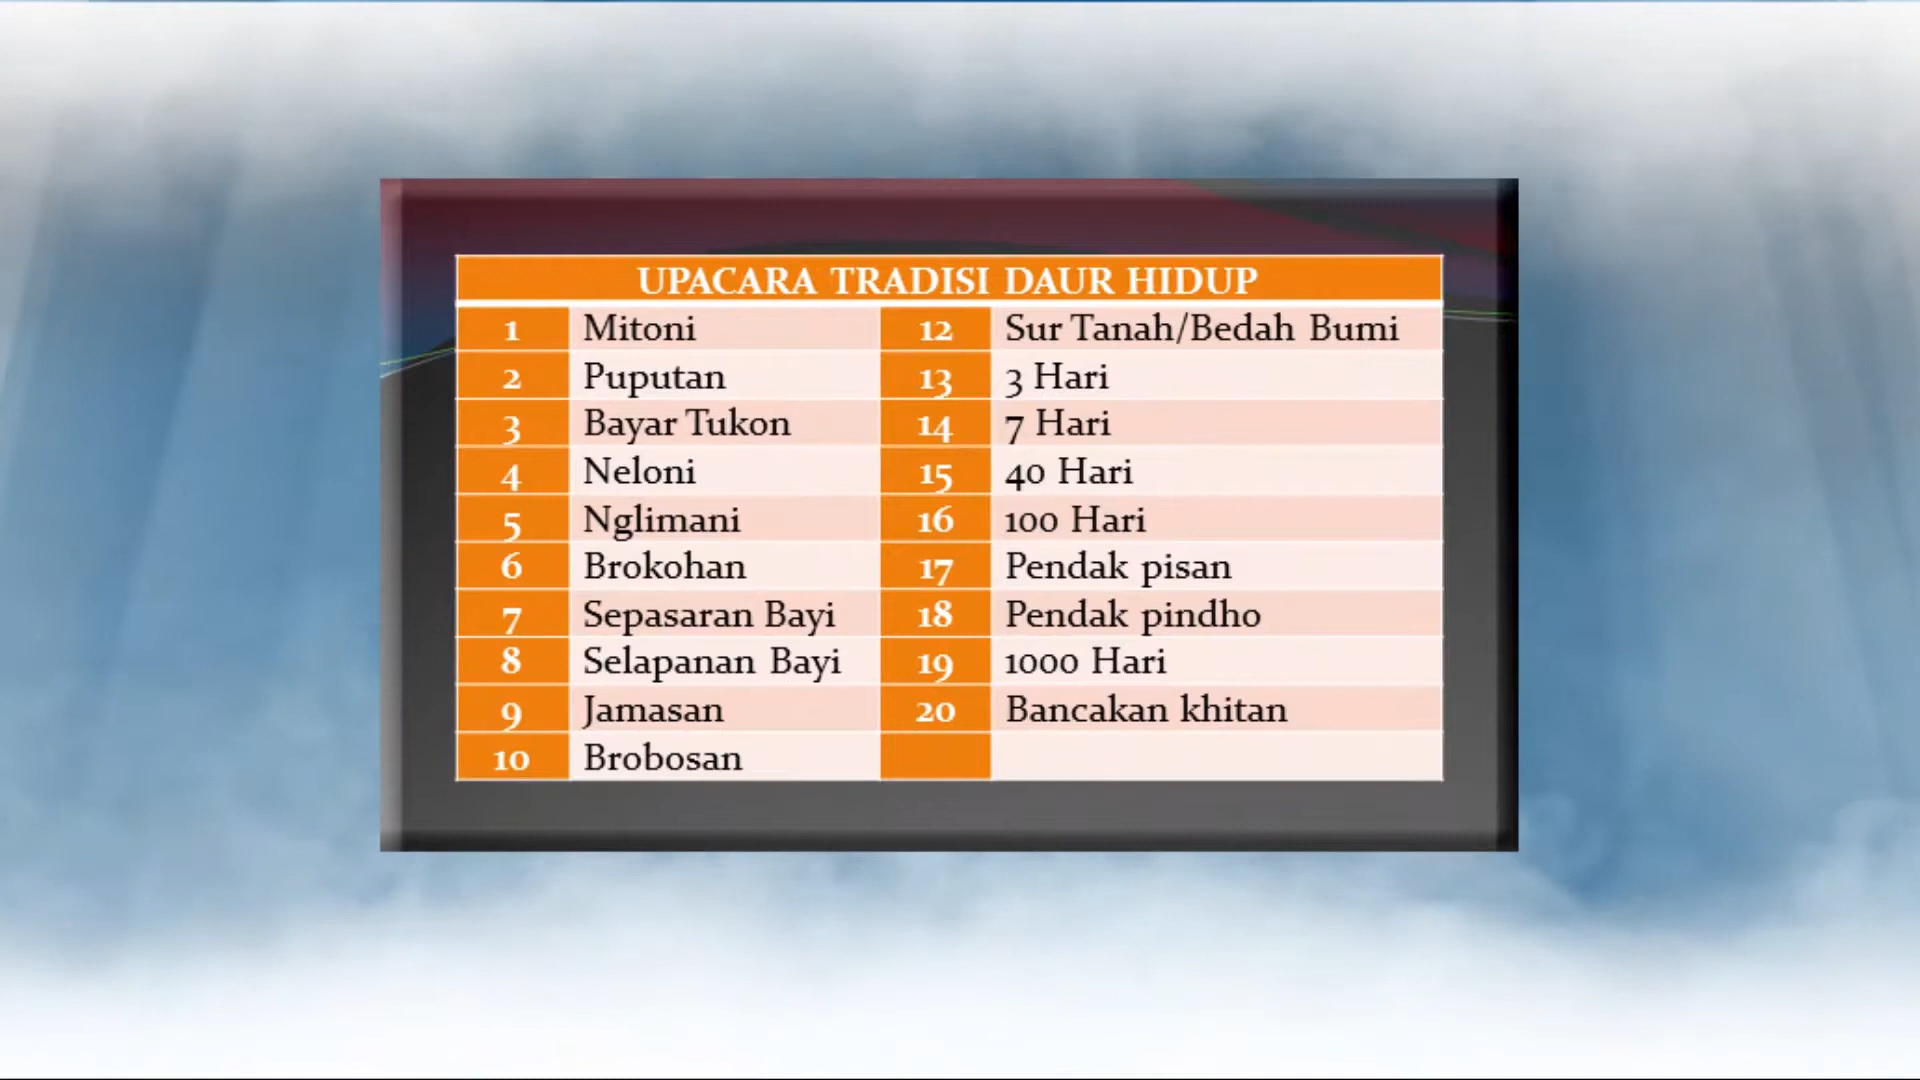 UPACARA TRADISI DAUR HIDUP
1 Mitoni 12 Sur Tanah/Bedah Bumi
2 Puputan 13 3 Hari
3 Bayar Tukon 14 7 Hari
4 Neloni 15 40 Hari
5 Nglimani 16 100 Hari
6 Brokohan 17 Pendak pisan
7 Sepasaran Bayi 18 Pendak pindho
8 Selapanan Bayi 19 1000 Hari
9 Jamasan 20 Bancakan khitan
10 Brobosan